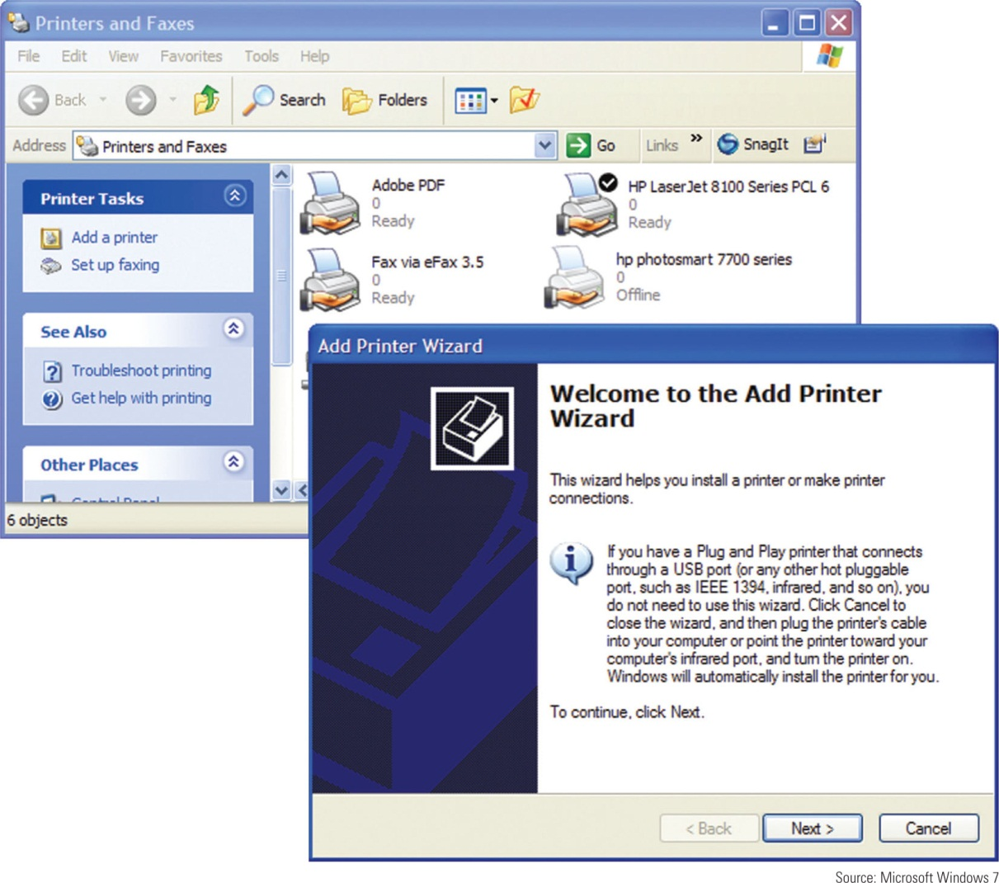 Printers and Faxes
File Edit View Favorites Tools Help
Back Search Folders
Address Printers and Faxes Go Links » SnagIt
Printer Tasks
Add a printer
Set up faxing
See Also
Troubleshoot printing
Get help with printing
Other Places
Control Panel
6 objects
Adobe PDF
0
Ready
HP LaserJet 8100 Series PCL 6
0
Ready
Fax via eFax 3.5
0
Ready
hp photosmart 7700 series
0
Offline
Add Printer Wizard
Welcome to the Add Printer
Wizard
This wizard helps you install a printer or make printer
connections.
If you have a Plug and Play printer that connects
through a USB port (or any other hot pluggable
port, such as IEEE 1394, infrared, and so on), you
do not need to use this wizard. Click Cancel to
close the wizard, and then plug the printer's cable
into your computer or point the printer toward your
computer's infrared port, and turn the printer on.
Windows will automatically install the printer for you.
To continue, click Next.
< Back Next > Cancel
Source: Microsoft Windows 7